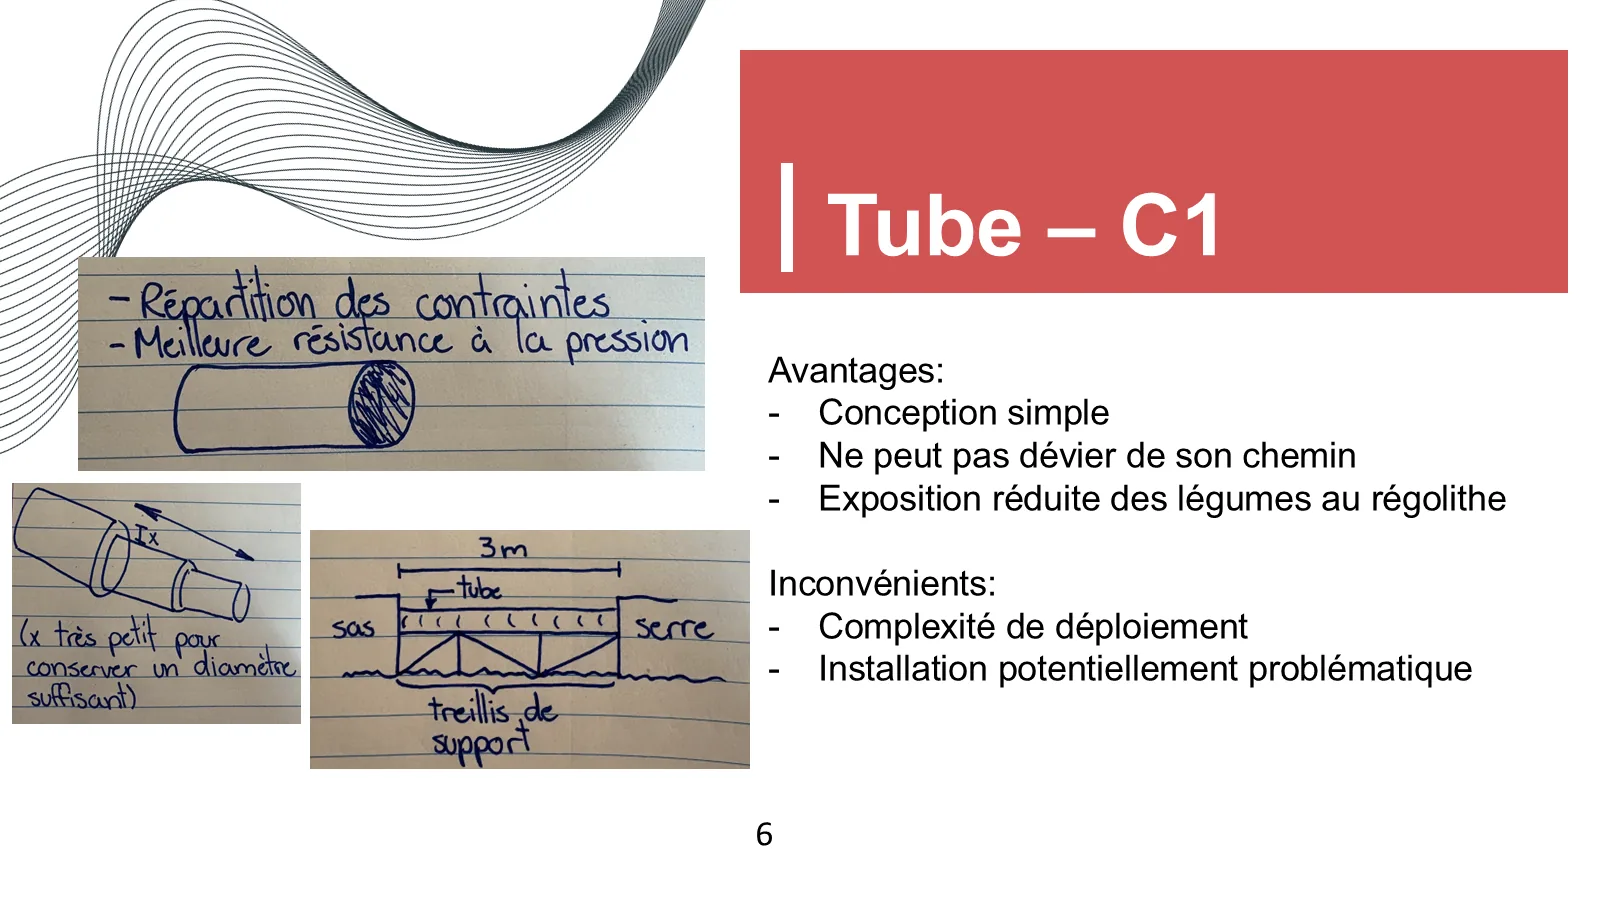 Tube – C1
- Répartition des contraintes
- Meilleure résistance à la pression
x
(x très petit pour
conserver un diamètre
suffisant)
3m
tube
sas
serre
treillis de
support
Avantages:
- Conception simple
- Ne peut pas dévier de son chemin
- Exposition réduite des légumes au régolithe
Inconvénients:
- Complexité de déploiement
- Installation potentiellement problématique
6